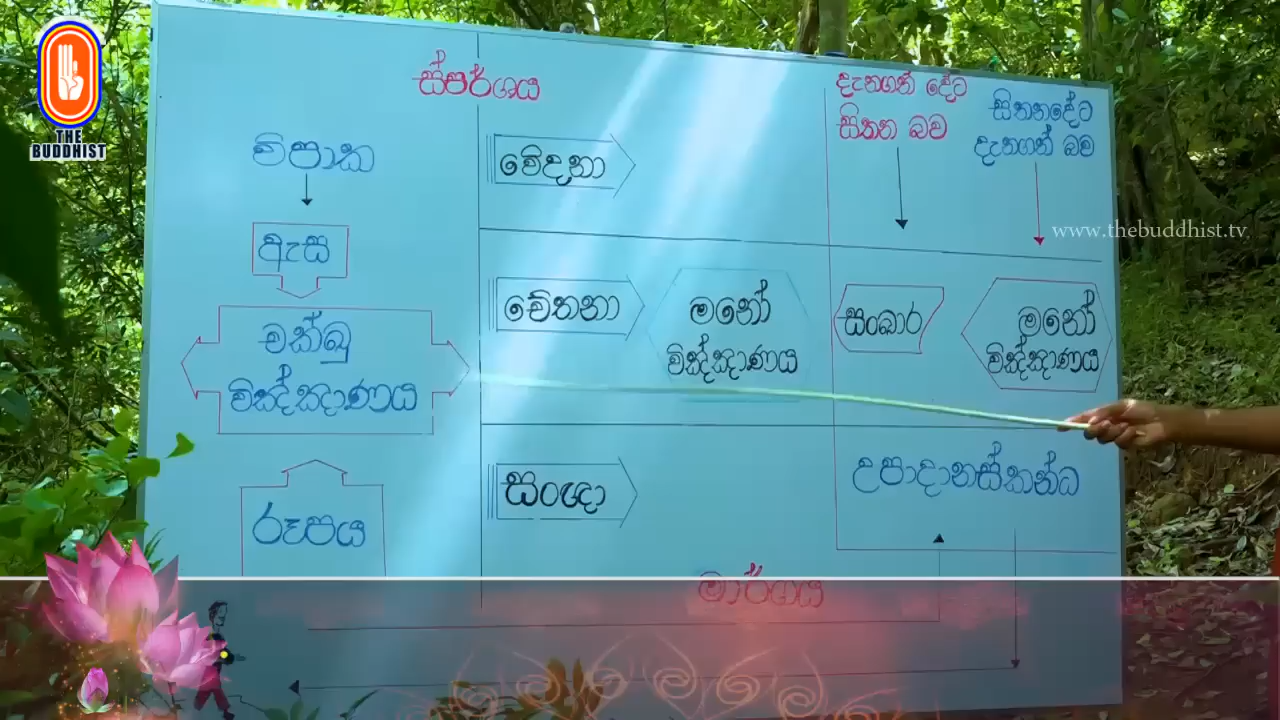 THE
BUDDHIST
www.thebuddhist.tv
ස්පර්ශය
දැනගත් දේට
සිතන බව
සිතනදේට
දැනගත් බව
විපාක
වේදනා
ඇස
චක්ඛු
වික්ද්ඤාණය
චේතනා
මනෝ
වික්ද්ඤාණය
සංඛාර
මනෝ
වික්ද්ඤාණය
රූපය
සංඥා
උපාදානස්කන්ධ
මාර්ගය